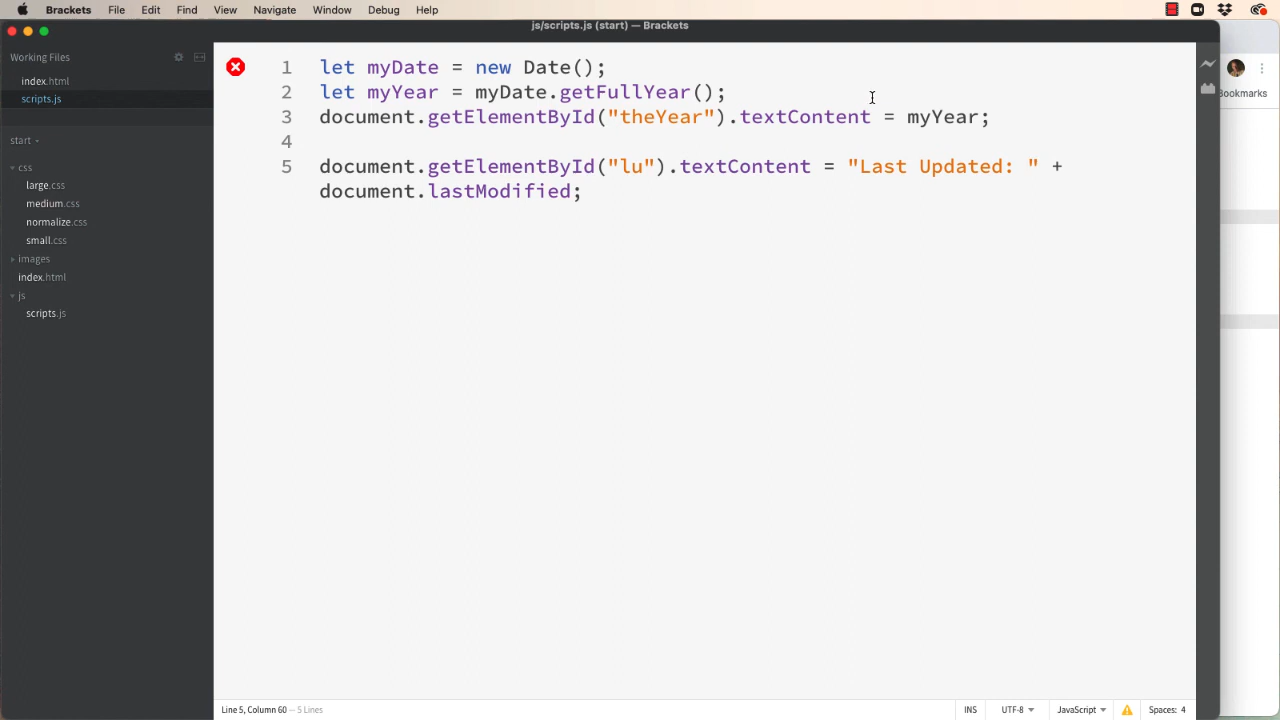 Brackets File Edit Find View Navigate Window Debug Help
js/scripts.js (start) — Brackets
Working Files
index.html
scripts.js
start
css
large.css
medium.css
normalize.css
small.css
images
index.html
js
scripts.js
1 let myDate = new Date();
2 let myYear = myDate.getFullYear();
3 document.getElementById("theYear").textContent = myYear;
4
5 document.getElementById("lu").textContent = "Last Updated: " +
document.lastModified;
Bookmarks
Line 5, Column 60 — 5 Lines
INS UTF-8 JavaScript Spaces: 4